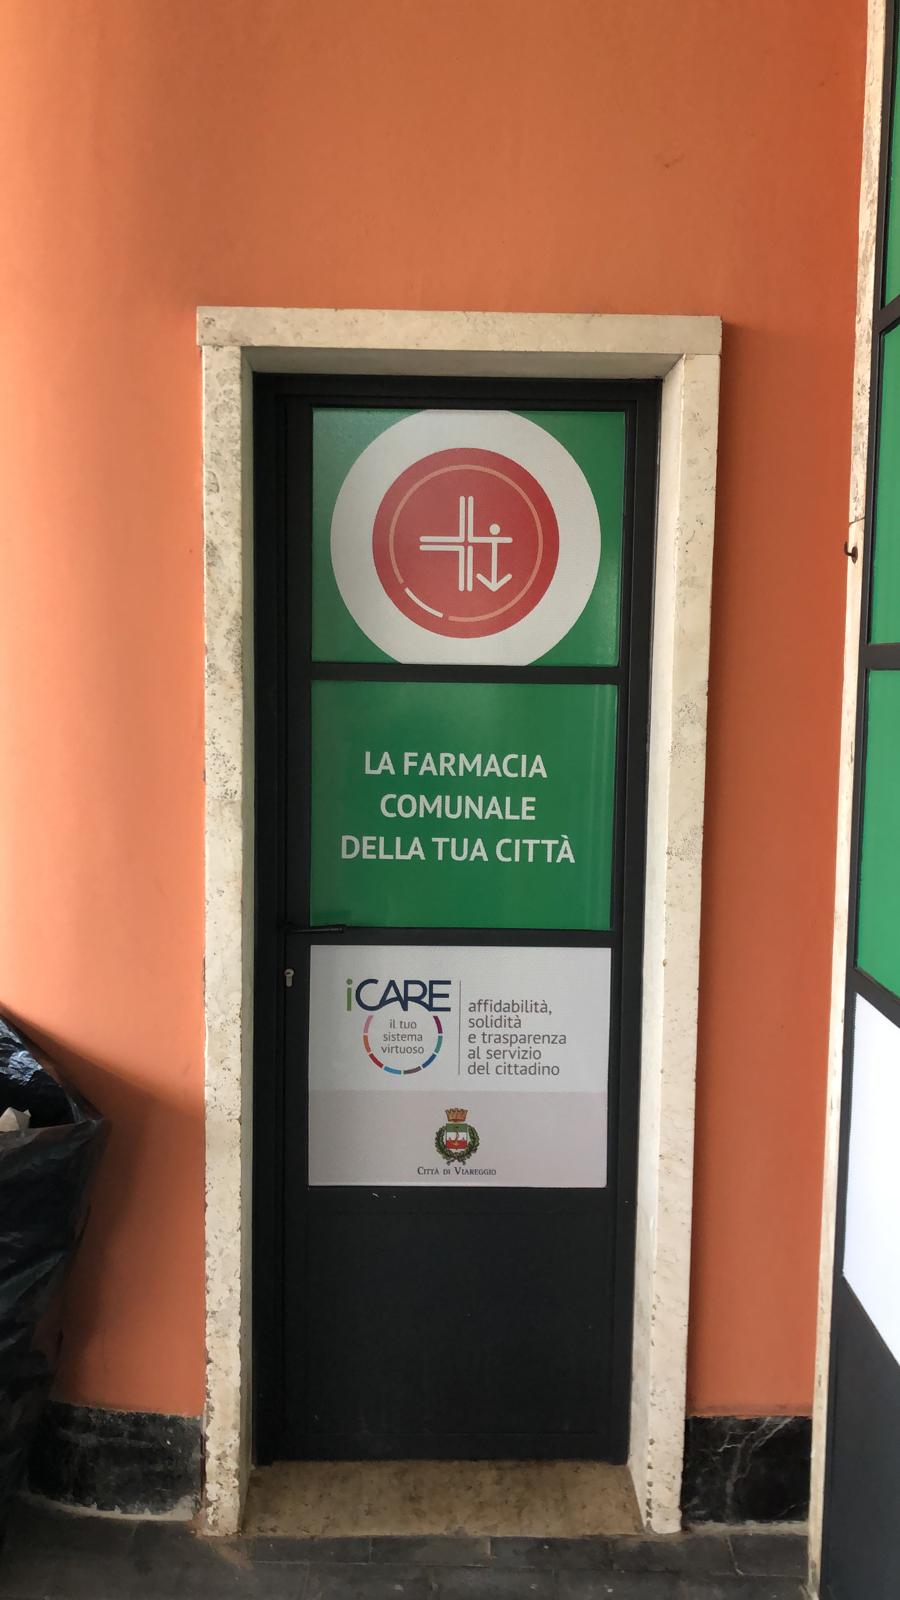 LA FARMACIA
COMUNALE
DELLA TUA CITTÀ
iCARE
il tuo
sistema
virtuoso
affidabilità,
solidità
e trasparenza
al servizio
del cittadino
CITTÀ DI VIAREGGIO